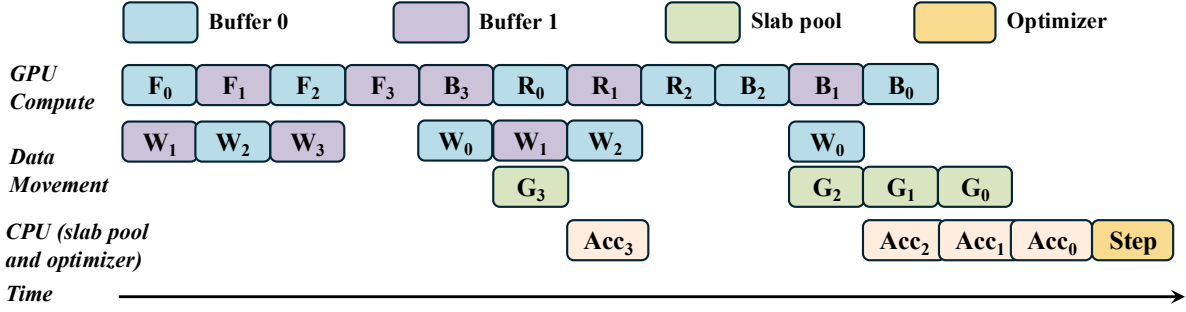 Buffer 0 Buffer 1 Slab pool Optimizer
GPU Compute F₀ F₁ F₂ F₃ B₃ R₀ R₁ R₂ B₂ B₁ B₀
Data Movement W₁ W₂ W₃ W₀ W₁ W₂ W₀
G₃ G₂ G₁ G₀
CPU (slab pool and optimizer) Acc₃ Acc₂ Acc₁ Acc₀ Step
Time